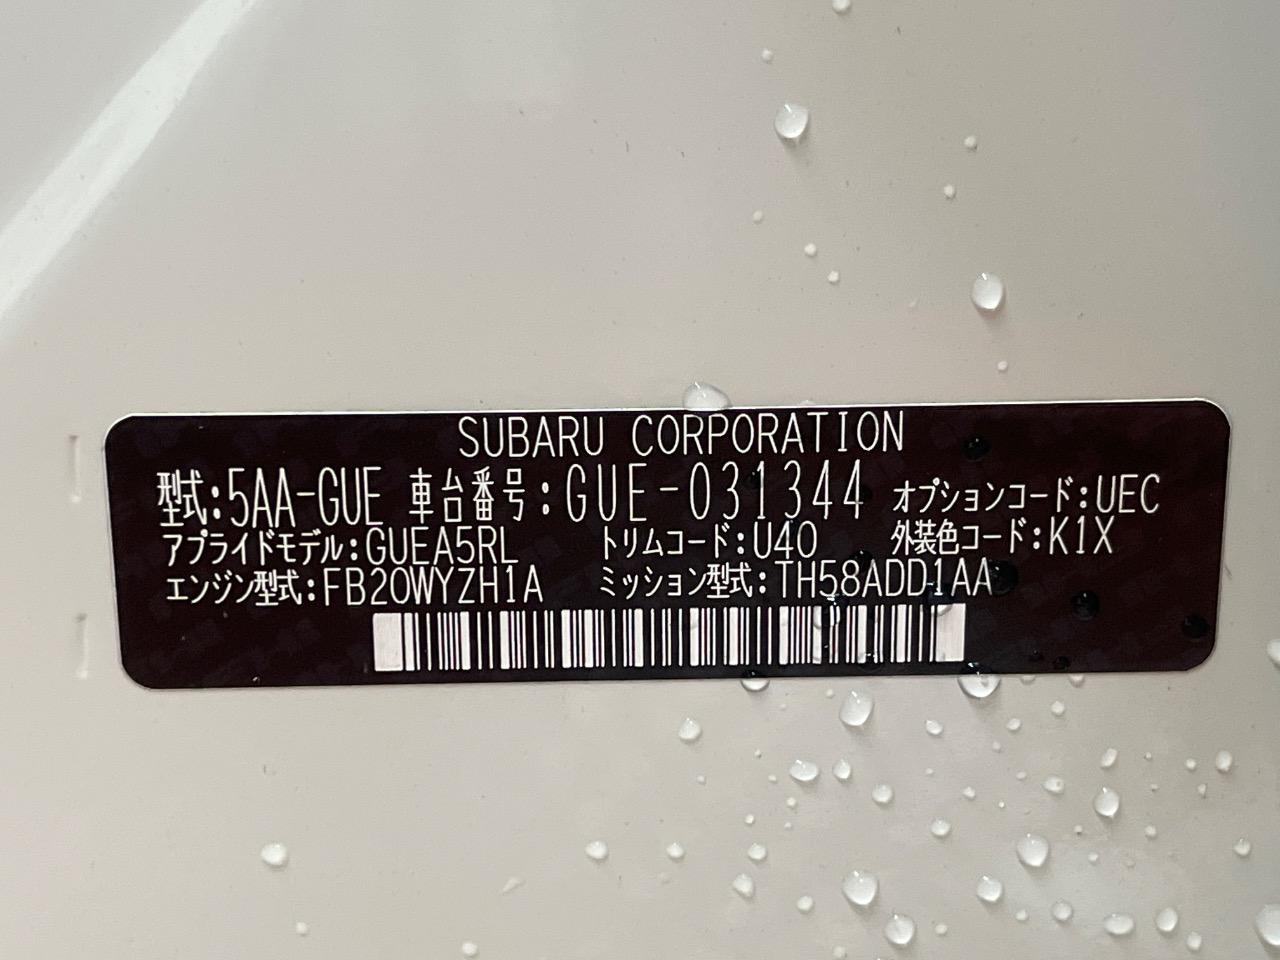 SUBARU CORPORATION
型式:5AA-GUE 車台番号:GUE-031344 オプションコード:UEC
アプライドモデル:GUEA5RL トリムコード:U40 外装色コード:K1X
エンジン型式:FB20WYZH1A ミッション型式:TH58ADD1AA